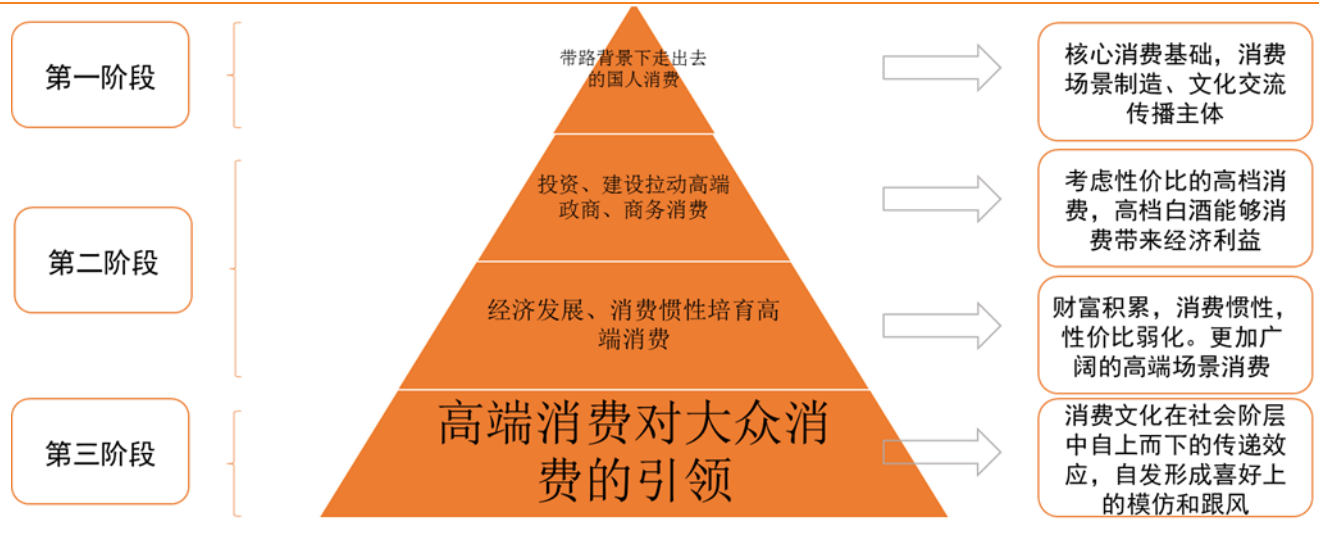 第一阶段
带路背景下走出去
的国人消费
核心消费基础，消费
场景制造、文化交流
传播主体
第二阶段
投资、建设拉动高端
政商、商务消费
考虑性价比的高档消
费，高档白酒能够消
费带来经济利益
经济发展、消费惯性培育高
端消费
财富积累，消费惯性，
性价比弱化。更加广
阔的高端场景消费
第三阶段
高端消费对大众消
费的引领
消费文化在社会阶层
中自上而下的传递效
应，自发形成喜好上
的模仿和跟风